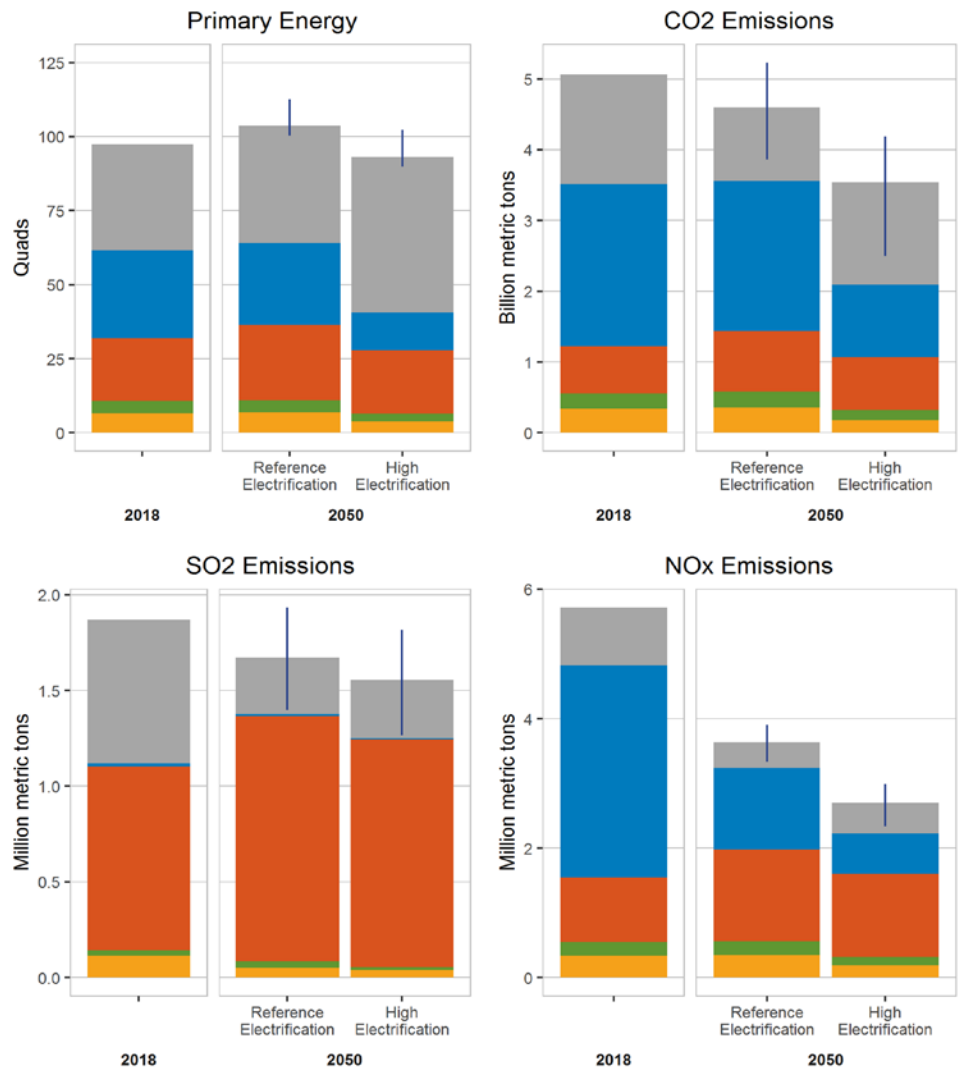 Primary Energy
Quads
125
100
75
50
25
0
Reference
Electrification
High
Electrification
2018
2050
CO2 Emissions
Billion metric tons
5
4
3
2
1
0
Reference
Electrification
High
Electrification
2018
2050
SO2 Emissions
Million metric tons
2.0
1.5
1.0
0.5
0.0
Reference
Electrification
High
Electrification
2018
2050
NOx Emissions
Million metric tons
6
4
2
0
Reference
Electrification
High
Electrification
2018
2050